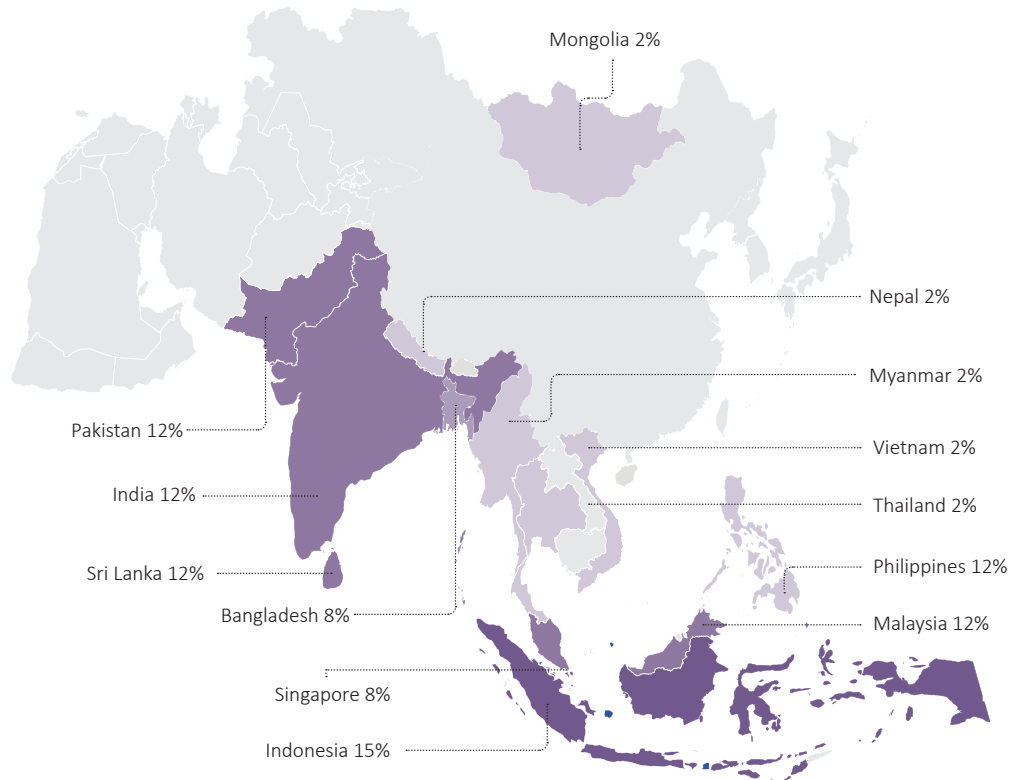 Mongolia 2%
Nepal 2%
Myanmar 2%
Pakistan 12%
Vietnam 2%
India 12%
Thailand 2%
Sri Lanka 12%
Philippines 12%
Bangladesh 8%
Malaysia 12%
Singapore 8%
Indonesia 15%